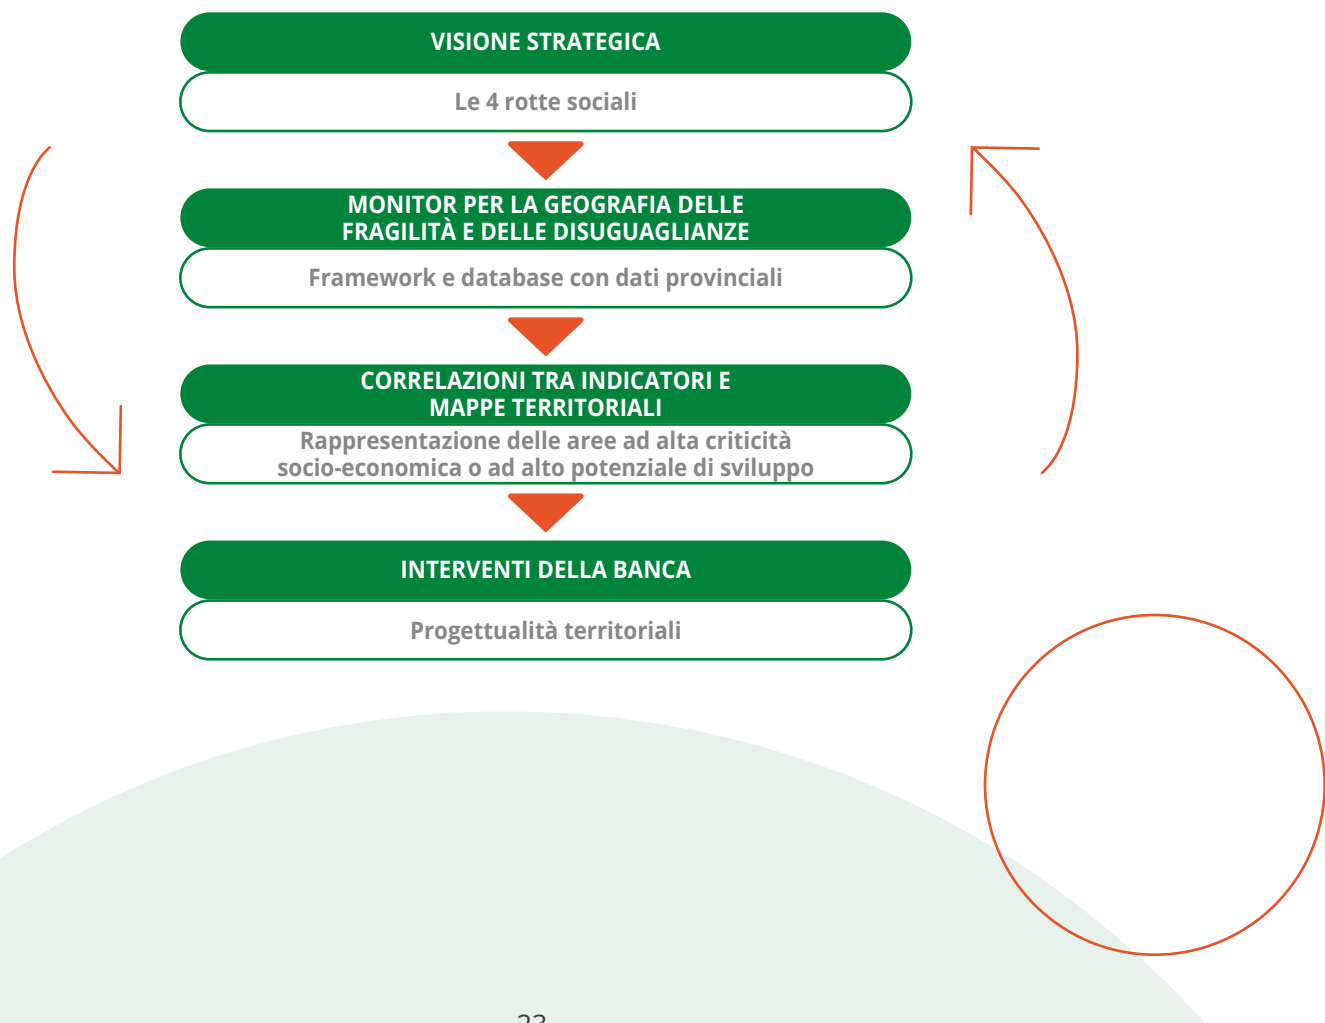 VISIONE STRATEGICA
Le 4 rotte sociali
MONITOR PER LA GEOGRAFIA DELLE
FRAGILITÀ E DELLE DISUGUAGLIANZE
Framework e database con dati provinciali
CORRELAZIONI TRA INDICATORI E
MAPPE TERRITORIALI
Rappresentazione delle aree ad alta criticità
socio-economica o ad alto potenziale di sviluppo
INTERVENTI DELLA BANCA
Progettualità territoriali
23